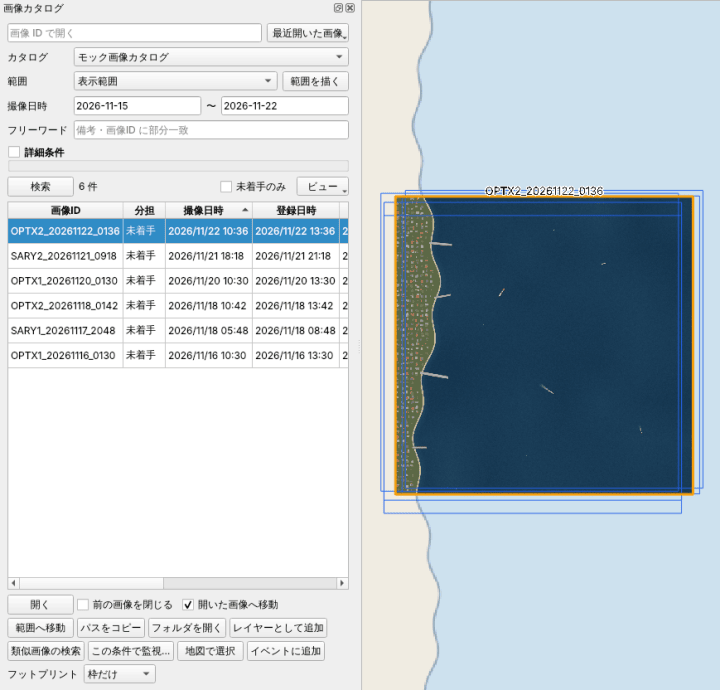 画像カタログ
画像 ID で開く
最近開いた画像
カタログ モック画像カタログ
範囲 表示範囲 範囲を描く
撮像日時 2026-11-15 〜 2026-11-22
フリーワード 備考・画像ID に部分一致
詳細条件
検索 6 件 未着手のみ ビュー
画像ID 分担 撮像日時 登録日時
OPTX2_20261122_0136 未着手 2026/11/22 10:36 2026/11/22 13:36 2
SARY2_20261121_0918 未着手 2026/11/21 18:18 2026/11/21 21:18 2
OPTX1_20261120_0130 未着手 2026/11/20 10:30 2026/11/20 13:30 2
OPTX2_20261118_0142 未着手 2026/11/18 10:42 2026/11/18 13:42 2
SARY1_20261117_2048 未着手 2026/11/18 05:48 2026/11/18 08:48 2
OPTX1_20261116_0130 未着手 2026/11/16 10:30 2026/11/16 13:30 2
開く 前の画像を閉じる 開いた画像へ移動
範囲へ移動 パスをコピー フォルダを開く レイヤーとして追加
類似画像の検索 この条件で監視... 地図で選択 イベントに追加
フットプリント 枠だけ
OPTX2_20261122_0136